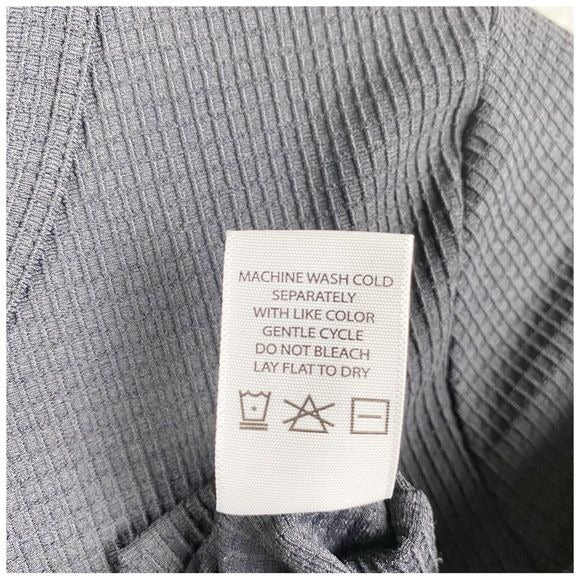 MACHINE WASH COLD
SEPARATELY
WITH LIKE COLOR
GENTLE CYCLE
DO NOT BLEACH
LAY FLAT TO DRY